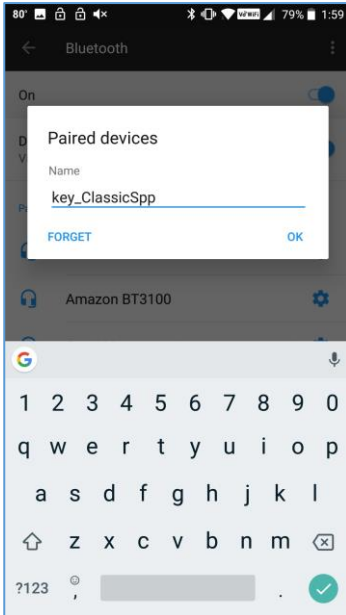 80° 79% 1:59
Bluetooth
On
D
Paired devices
V
Name
key_ClassicSpp
Pa
FORGET OK
Amazon BT3100
G
1 2 3 4 5 6 7 8 9 0
q w e r t y u i o p
a s d f g h j k l
z x c v b n m
?123 , .